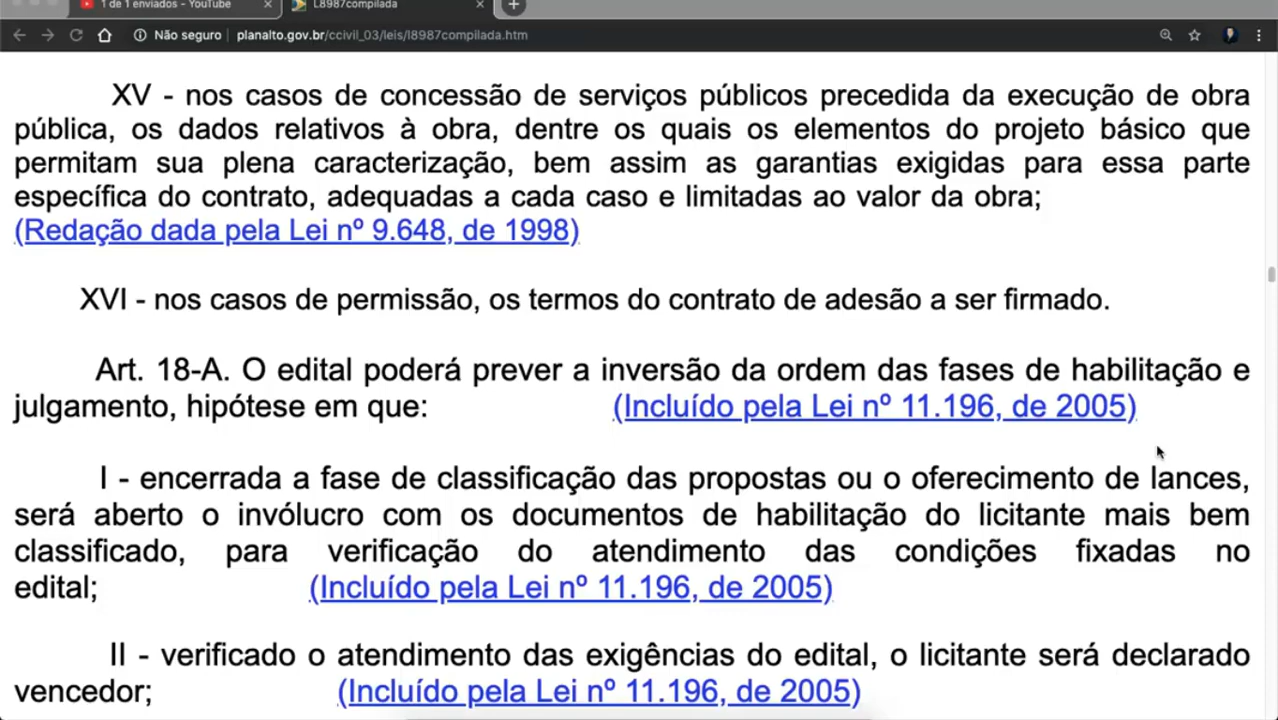 1 de 1 enviados - YouTube
L8987compilada
Não seguro | planalto.gov.br/ccivil_03/leis/l8987compilada.htm
XV - nos casos de concessão de serviços públicos precedida da execução de obra
pública, os dados relativos à obra, dentre os quais os elementos do projeto básico que
permitam sua plena caracterização, bem assim as garantias exigidas para essa parte
específica do contrato, adequadas a cada caso e limitadas ao valor da obra;
(Redação dada pela Lei nº 9.648, de 1998)
XVI - nos casos de permissão, os termos do contrato de adesão a ser firmado.
Art. 18-A. O edital poderá prever a inversão da ordem das fases de habilitação e
julgamento, hipótese em que: (Incluído pela Lei nº 11.196, de 2005)
I - encerrada a fase de classificação das propostas ou o oferecimento de lances,
será aberto o invólucro com os documentos de habilitação do licitante mais bem
classificado, para verificação do atendimento das condições fixadas no
edital; (Incluído pela Lei nº 11.196, de 2005)
II - verificado o atendimento das exigências do edital, o licitante será declarado
vencedor; (Incluído pela Lei nº 11.196, de 2005)